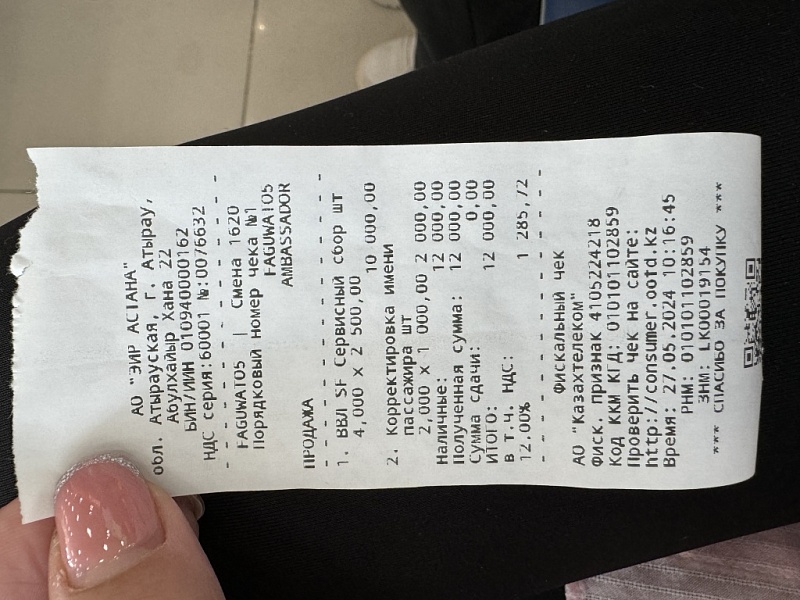 АО "ЭЙР АСТАНА"
обл. Атырауская, Г. Атырау,
Абулхайыр Хана 22
БИН/ИИН 010940000162
НДС серия:60001 №:0076632
- - - - - - - - - - - - - - -
FAGUWAT05 | Смена 1620
Порядковый номер чека №1
FAGUWAT05
AMBASSADOR
ПРОДАЖА
- - - - - - - - - - - - - - -
1. ВВЛ SF Сервисный сбор шт
4,000 x 2 500,00
10 000,00
2. Корректировка имени
пассажира шт
2,000 x 1 000,00 2 000,00
Наличные: 12 000,00
Полученная сумма: 12 000,00
Сумма сдачи: 0,00
ИТОГО: 12 000,00
в т.ч. НДС:
12.00% 1 285,72
- - - - - - - - - - - - - - -
Фискальный чек
АО "Казахтелеком"
Фиск. признак 4105224218
Код ККМ КГД: 010101102859
Проверить чек на сайте:
http://consumer.oofd.kz
Время: 27.05.2024 10:16:45
РНМ: 010101102859
ЗНМ: LK00019154
*** СПАСИБО ЗА ПОКУПКУ ***